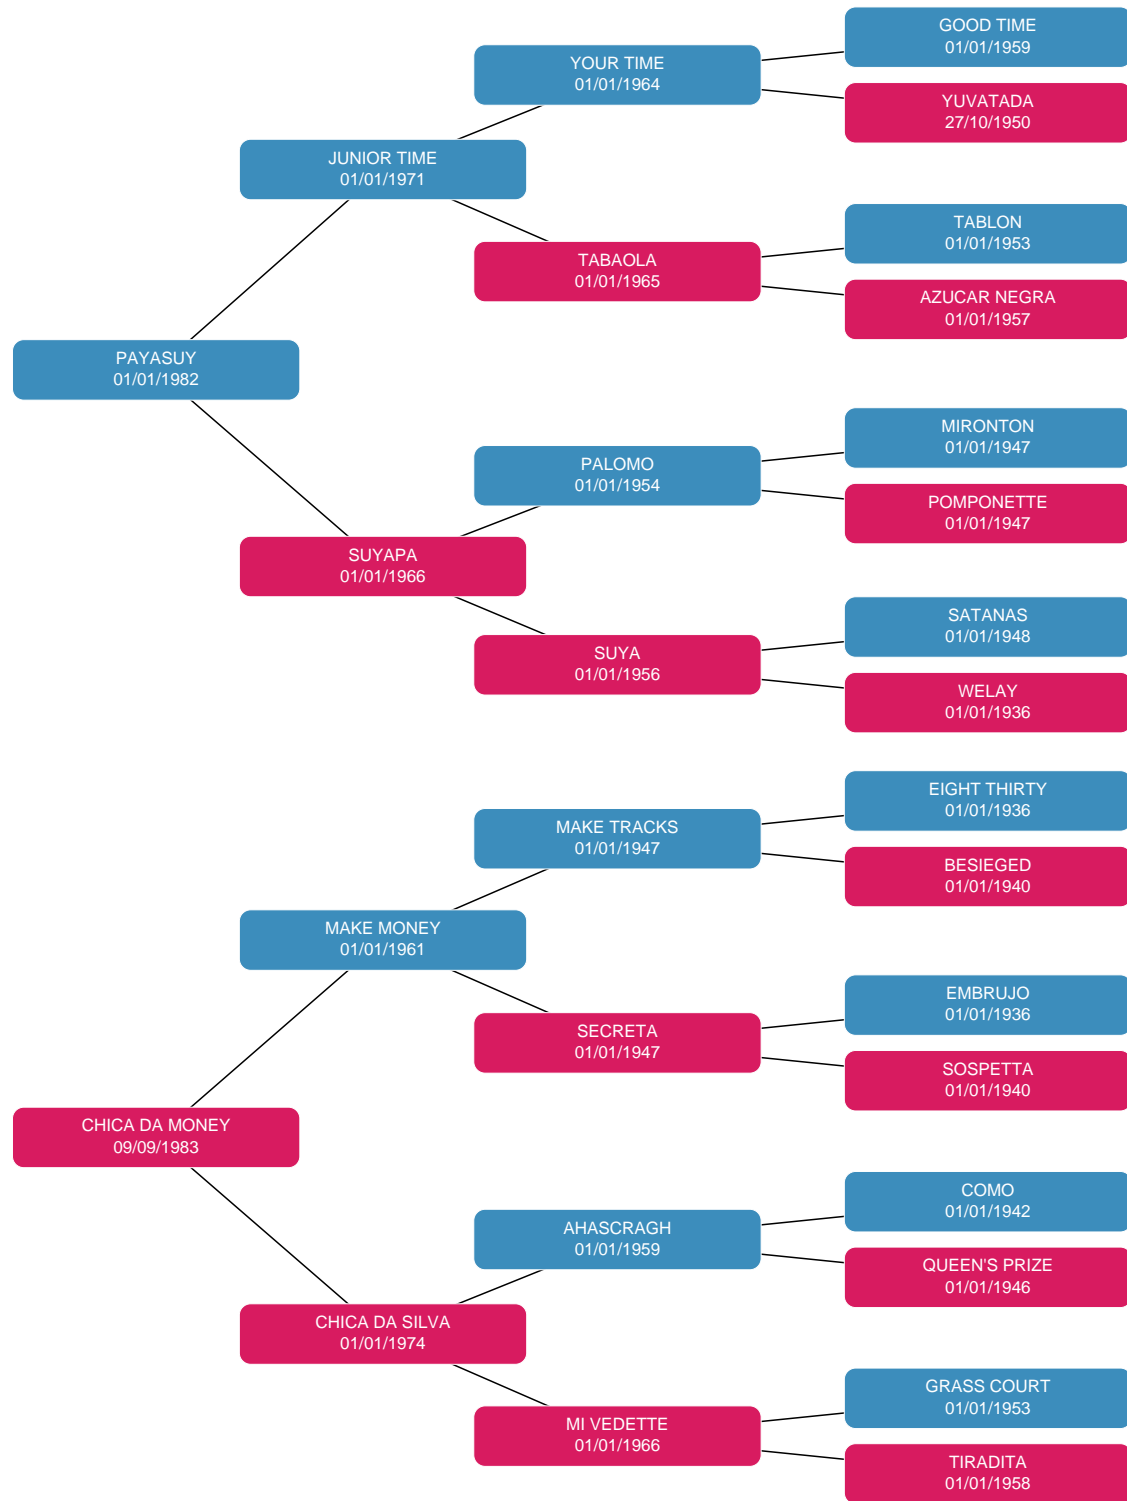 GOOD TIME
01/01/1959
YOUR TIME
01/01/1964
YUVATADA
27/10/1950
JUNIOR TIME
01/01/1971
TABLON
01/01/1953
TABAOLA
01/01/1965
AZUCAR NEGRA
01/01/1957
PAYASUY
01/01/1982
MIRONTON
01/01/1947
PALOMO
01/01/1954
POMPONETTE
01/01/1947
SUYAPA
01/01/1966
SATANAS
01/01/1948
SUYA
01/01/1956
WELAY
01/01/1936
EIGHT THIRTY
01/01/1936
MAKE TRACKS
01/01/1947
BESIEGED
01/01/1940
MAKE MONEY
01/01/1961
EMBRUJO
01/01/1936
SECRETA
01/01/1947
SOSPETTA
01/01/1940
CHICA DA MONEY
09/09/1983
COMO
01/01/1942
AHASCRAGH
01/01/1959
QUEEN'S PRIZE
01/01/1946
CHICA DA SILVA
01/01/1974
GRASS COURT
01/01/1953
MI VEDETTE
01/01/1966
TIRADITA
01/01/1958